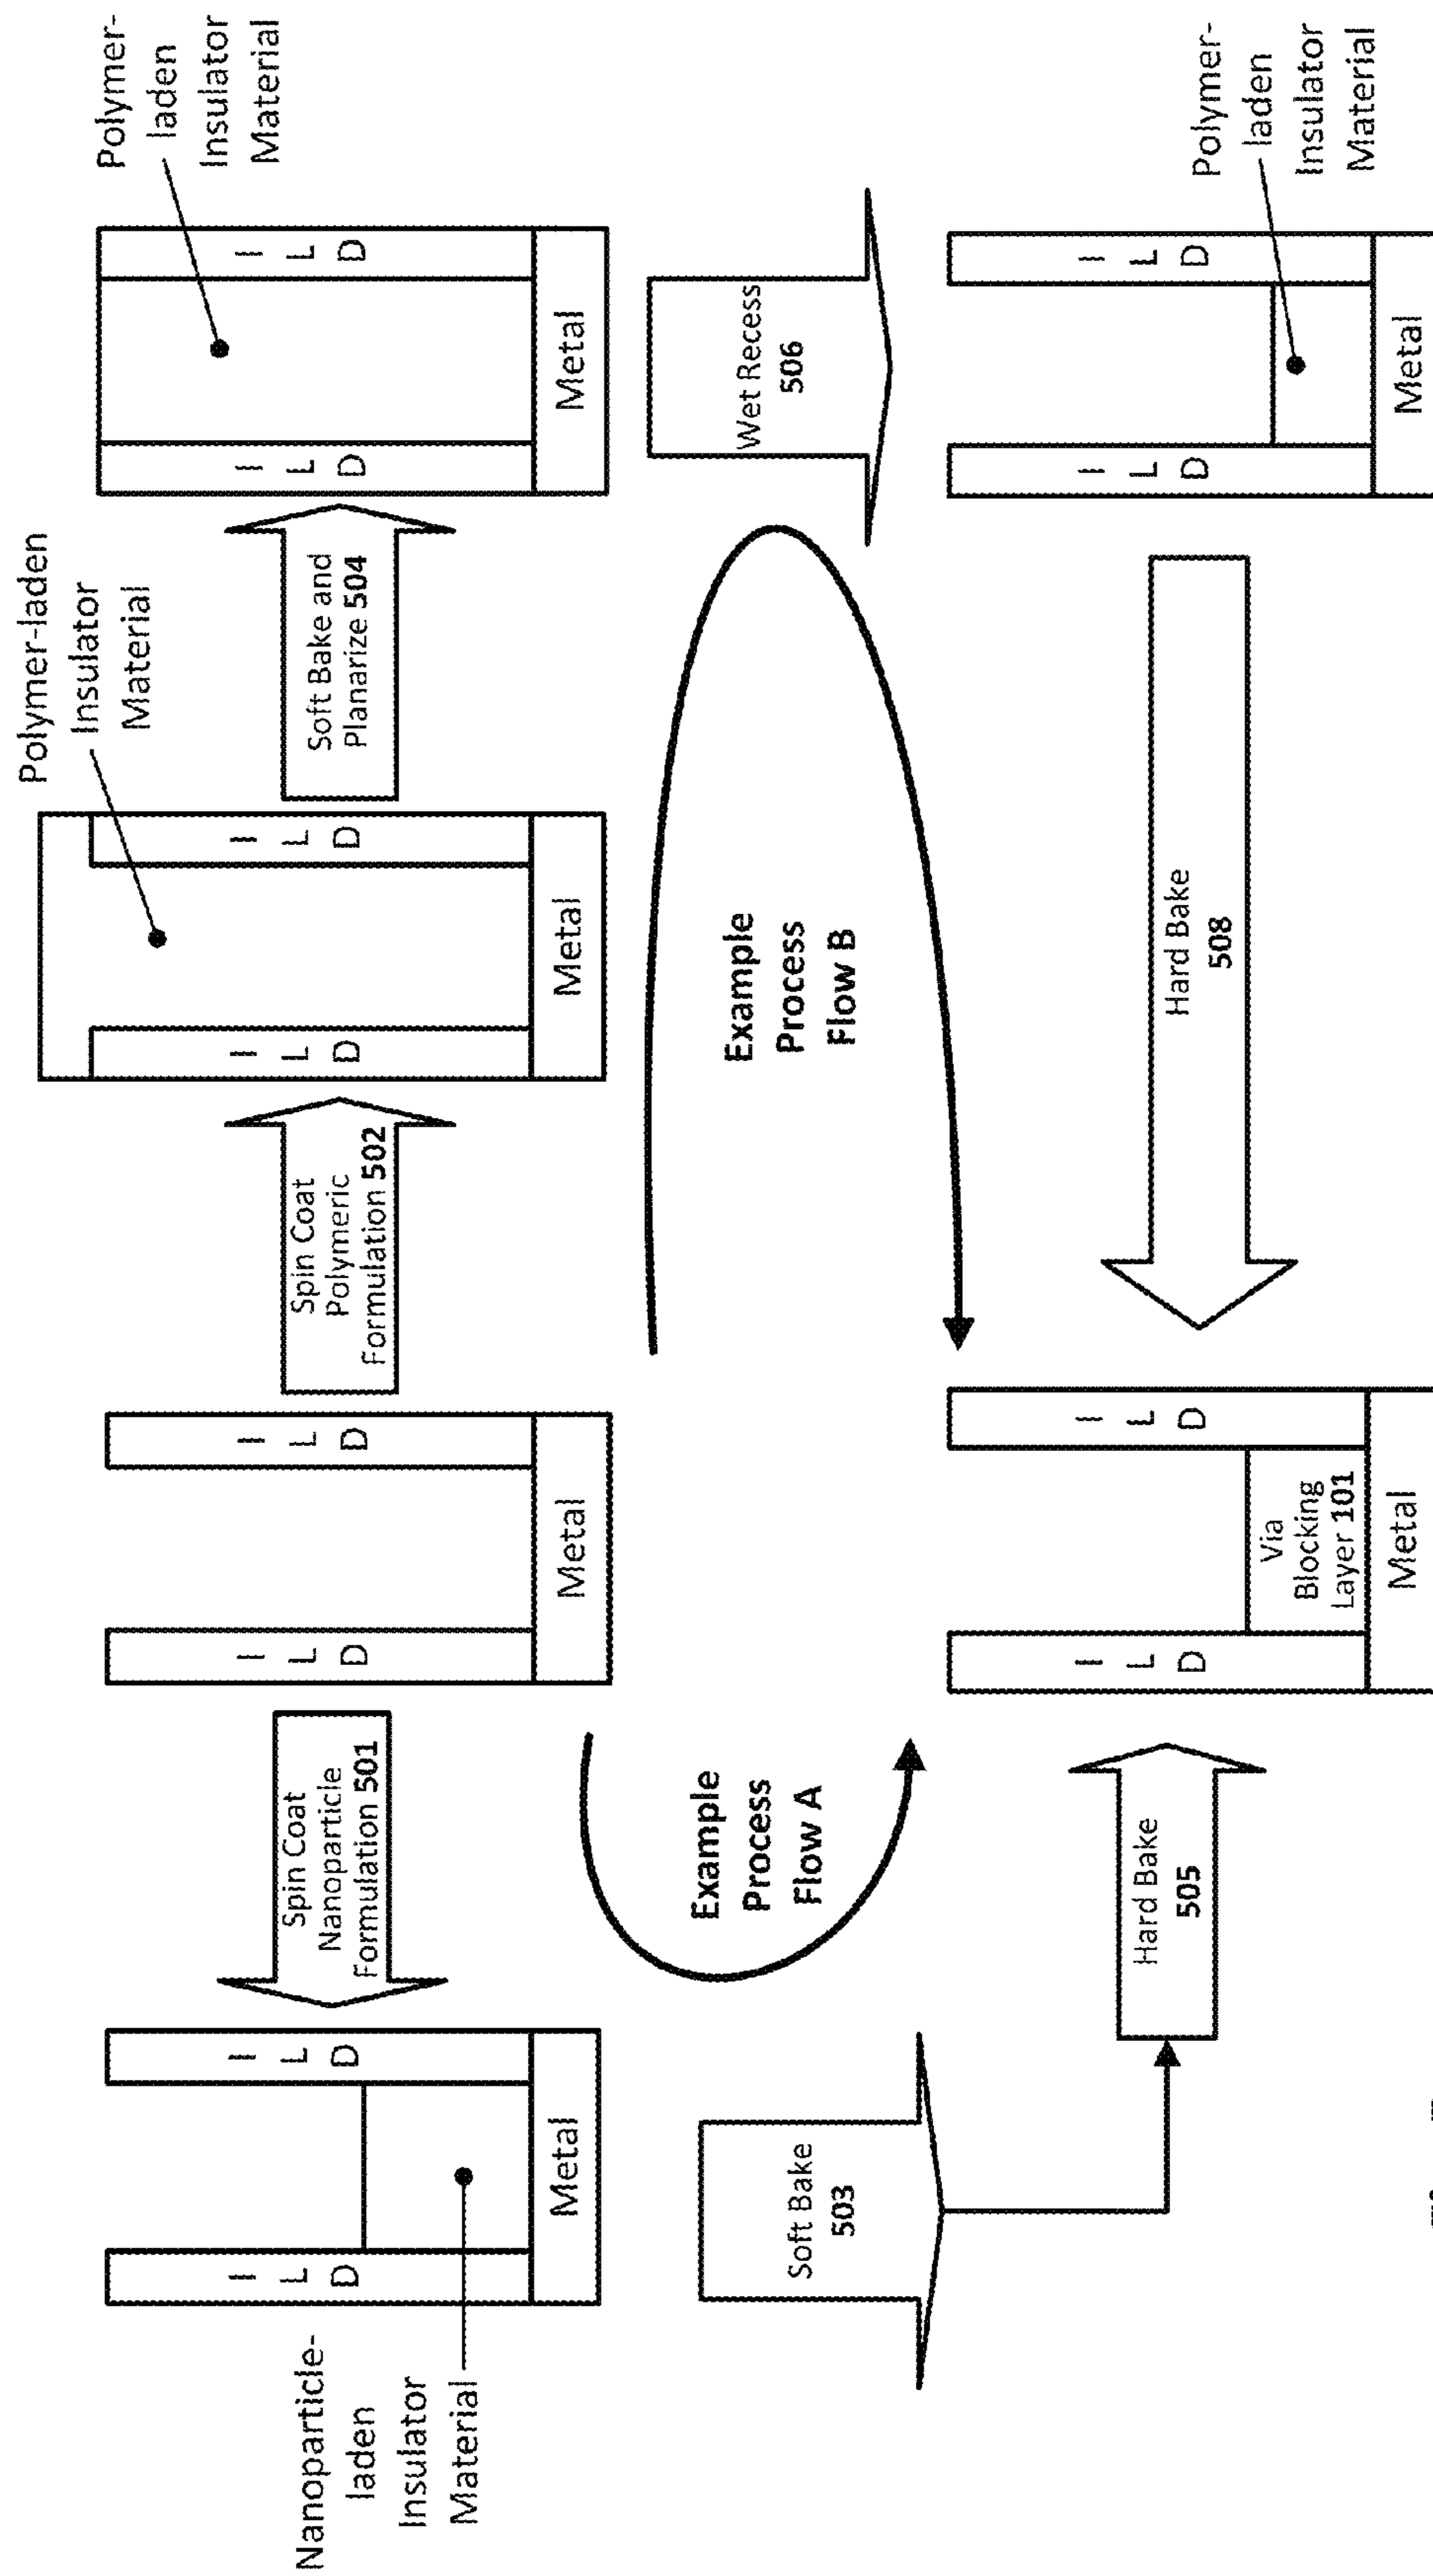 Nanoparticle-
laden
Insulator
Material
I
L
D
I
L
D
Metal
Spin Coat
Nanoparticle
Formulation 501
I
L
D
I
L
D
Metal
Spin Coat
Polymeric
Formulation 502
Polymer-laden
Insulator
Material
I
L
D
I
L
D
Metal
Soft Bake and
Planarize 504
Polymer-
laden
Insulator
Material
I
L
D
I
L
D
Metal
Soft Bake
503
Example
Process
Flow A
Example
Process
Flow B
Wet Recess
506
Hard Bake
505
I
L
D
I
L
D
Via
Blocking
Layer 101
Metal
Hard Bake
508
I
L
D
I
L
D
Metal
Polymer-
laden
Insulator
Material